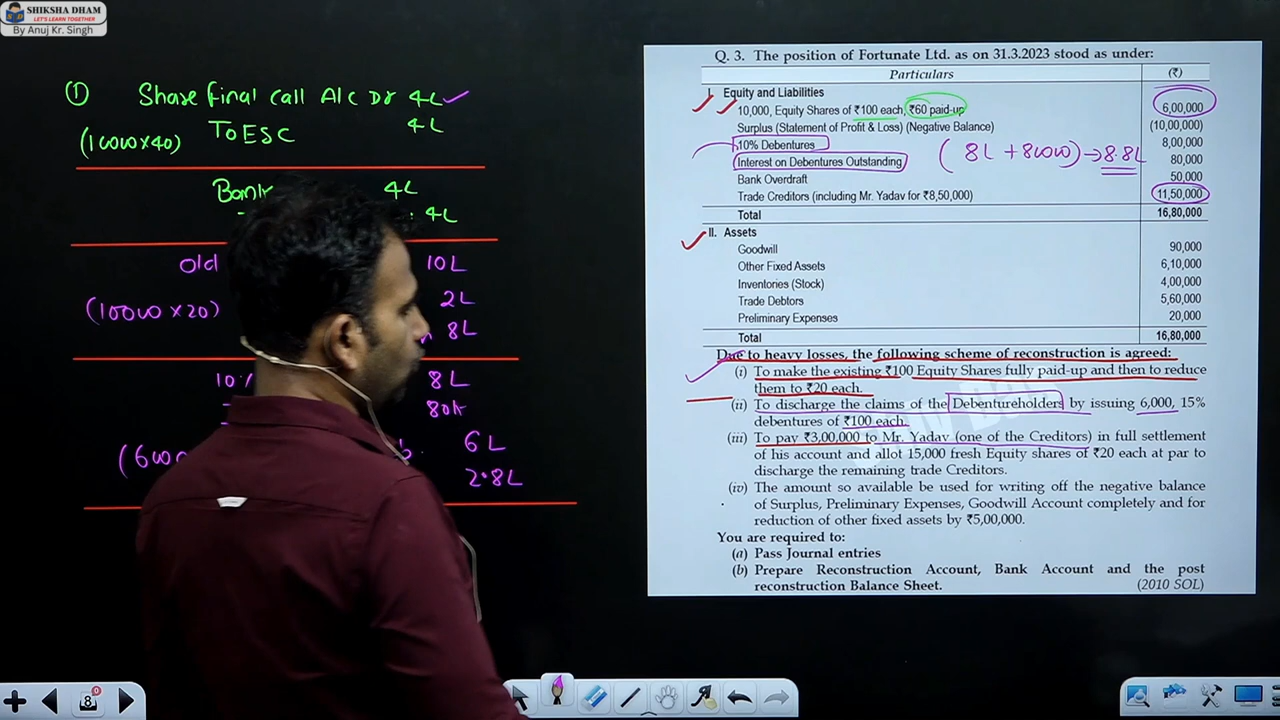 SHIKSHA DHAM
LET'S LEARN TOGETHER
By Anuj Kr. Singh
① Share final call A/c Dr 4L
(10000×40) To ESC 4L
Bank 4L
4L
Old 10L
(10000×20) 2L
8L
10% 8L
80k
6L
2.8L
Q. 3. The position of Fortunate Ltd. as on 31.3.2023 stood as under:
Particulars (₹)
I. Equity and Liabilities
10,000, Equity Shares of ₹100 each, ₹60 paid-up 6,00,000
Surplus (Statement of Profit & Loss) (Negative Balance) (10,00,000)
10% Debentures 8,00,000
(8L + 80000) → 8.8L
Interest on Debentures Outstanding 80,000
Bank Overdraft 50,000
Trade Creditors (including Mr. Yadav for ₹8,50,000) 11,50,000
Total 16,80,000
II. Assets
Goodwill 90,000
Other Fixed Assets 6,10,000
Inventories (Stock) 4,00,000
Trade Debtors 5,60,000
Preliminary Expenses 20,000
Total 16,80,000
Due to heavy losses, the following scheme of reconstruction is agreed:
(i) To make the existing ₹100 Equity Shares fully paid-up and then to reduce
them to ₹20 each.
(ii) To discharge the claims of the Debentureholders by issuing 6,000, 15%
debentures of ₹100 each.
(iii) To pay ₹3,00,000 to Mr. Yadav (one of the Creditors) in full settlement
of his account and allot 15,000 fresh Equity shares of ₹20 each at par to
discharge the remaining trade Creditors.
(iv) The amount so available be used for writing off the negative balance
of Surplus, Preliminary Expenses, Goodwill Account completely and for
reduction of other fixed assets by ₹5,00,000.
You are required to:
(a) Pass Journal entries
(b) Prepare Reconstruction Account, Bank Account and the post
reconstruction Balance Sheet. (2010 SOL)
8
0